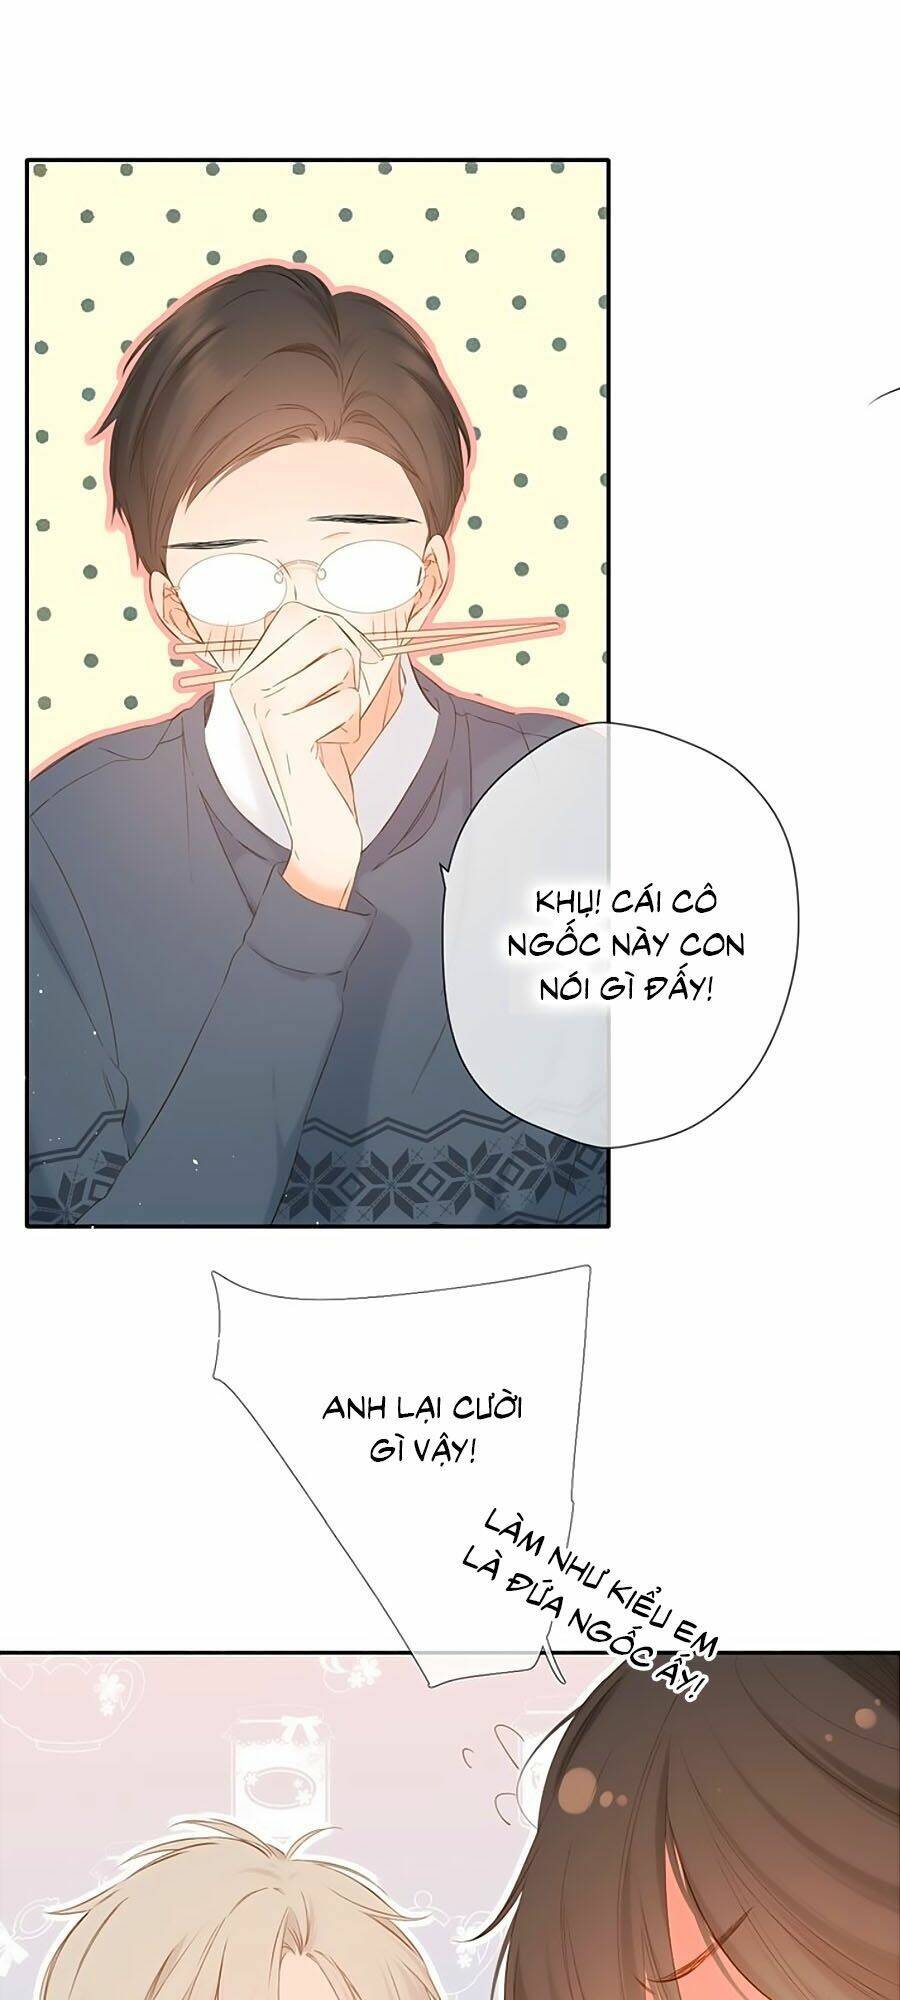 KHỤ! CÁI CÔ
NGỐC NÀY CON
NÓI GÌ ĐẤY!
ANH LẠI CƯỜI
GÌ VẬY!
LÀM NHƯ KIỂU EM
LÀ ĐỨA NGỐC ẤY!